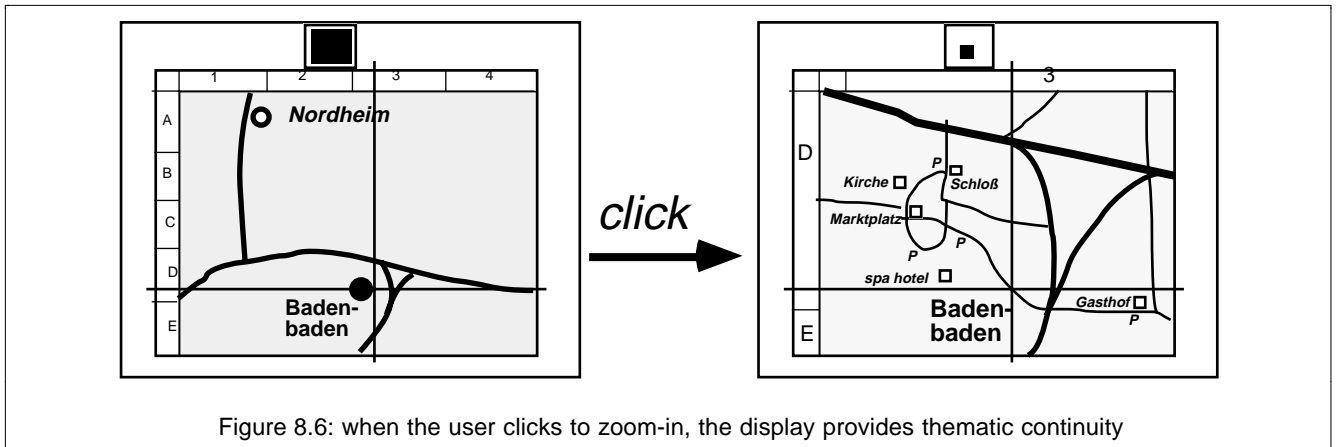 1 2 3 4
A
Nordheim
B
C
D
Baden-
baden
E
click
3
D
P
Kirche
Schloß
Marktplatz
P
P
spa hotel
Gasthof
Baden-
baden
P
E
Figure 8.6: when the user clicks to zoom-in, the display provides thematic continuity